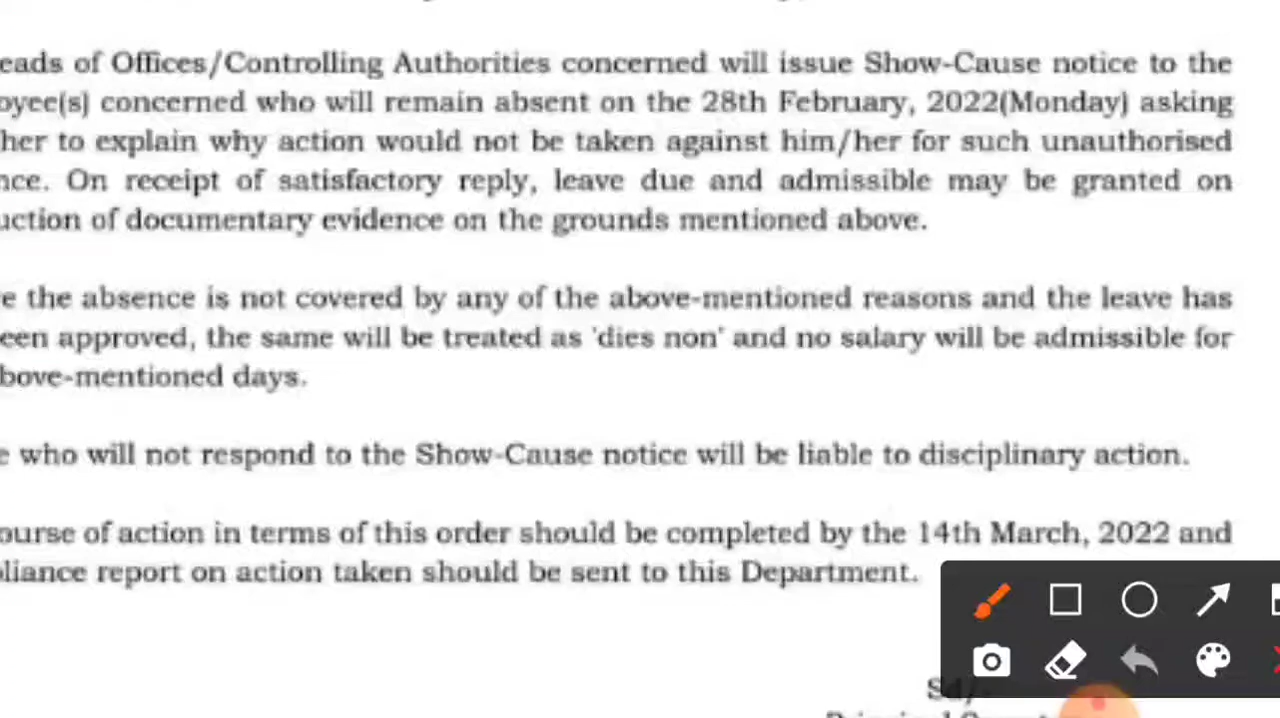 eads of Offices/Controlling Authorities concerned will issue Show-Cause notice to the
oyee(s) concerned who will remain absent on the 28th February, 2022(Monday) asking
her to explain why action would not be taken against him/her for such unauthorised
nce. On receipt of satisfactory reply, leave due and admissible may be granted on
uction of documentary evidence on the grounds mentioned above.
e the absence is not covered by any of the above-mentioned reasons and the leave has
een approved, the same will be treated as 'dies non' and no salary will be admissible for
bove-mentioned days.
e who will not respond to the Show-Cause notice will be liable to disciplinary action.
ourse of action in terms of this order should be completed by the 14th March, 2022 and
liance report on action taken should be sent to this Department.
Sd/-